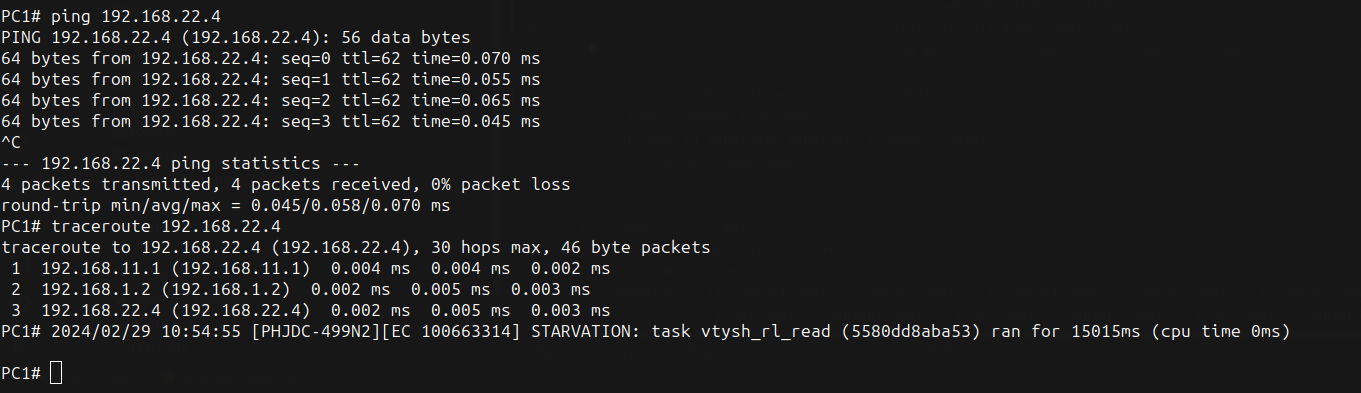 PC1# ping 192.168.22.4
PING 192.168.22.4 (192.168.22.4): 56 data bytes
64 bytes from 192.168.22.4: seq=0 ttl=62 time=0.070 ms
64 bytes from 192.168.22.4: seq=1 ttl=62 time=0.055 ms
64 bytes from 192.168.22.4: seq=2 ttl=62 time=0.065 ms
64 bytes from 192.168.22.4: seq=3 ttl=62 time=0.045 ms
^C
--- 192.168.22.4 ping statistics ---
4 packets transmitted, 4 packets received, 0% packet loss
round-trip min/avg/max = 0.045/0.058/0.070 ms
PC1# traceroute 192.168.22.4
traceroute to 192.168.22.4 (192.168.22.4), 30 hops max, 46 byte packets
 1  192.168.11.1 (192.168.11.1)  0.004 ms  0.004 ms  0.002 ms
 2  192.168.1.2 (192.168.1.2)  0.002 ms  0.005 ms  0.003 ms
 3  192.168.22.4 (192.168.22.4)  0.002 ms  0.005 ms  0.003 ms
PC1# 2024/02/29 10:54:55 [PHJDC-499N2][EC 100663314] STARVATION: task vtysh_rl_read (5580dd8aba53) ran for 15015ms (cpu time 0ms)
PC1#